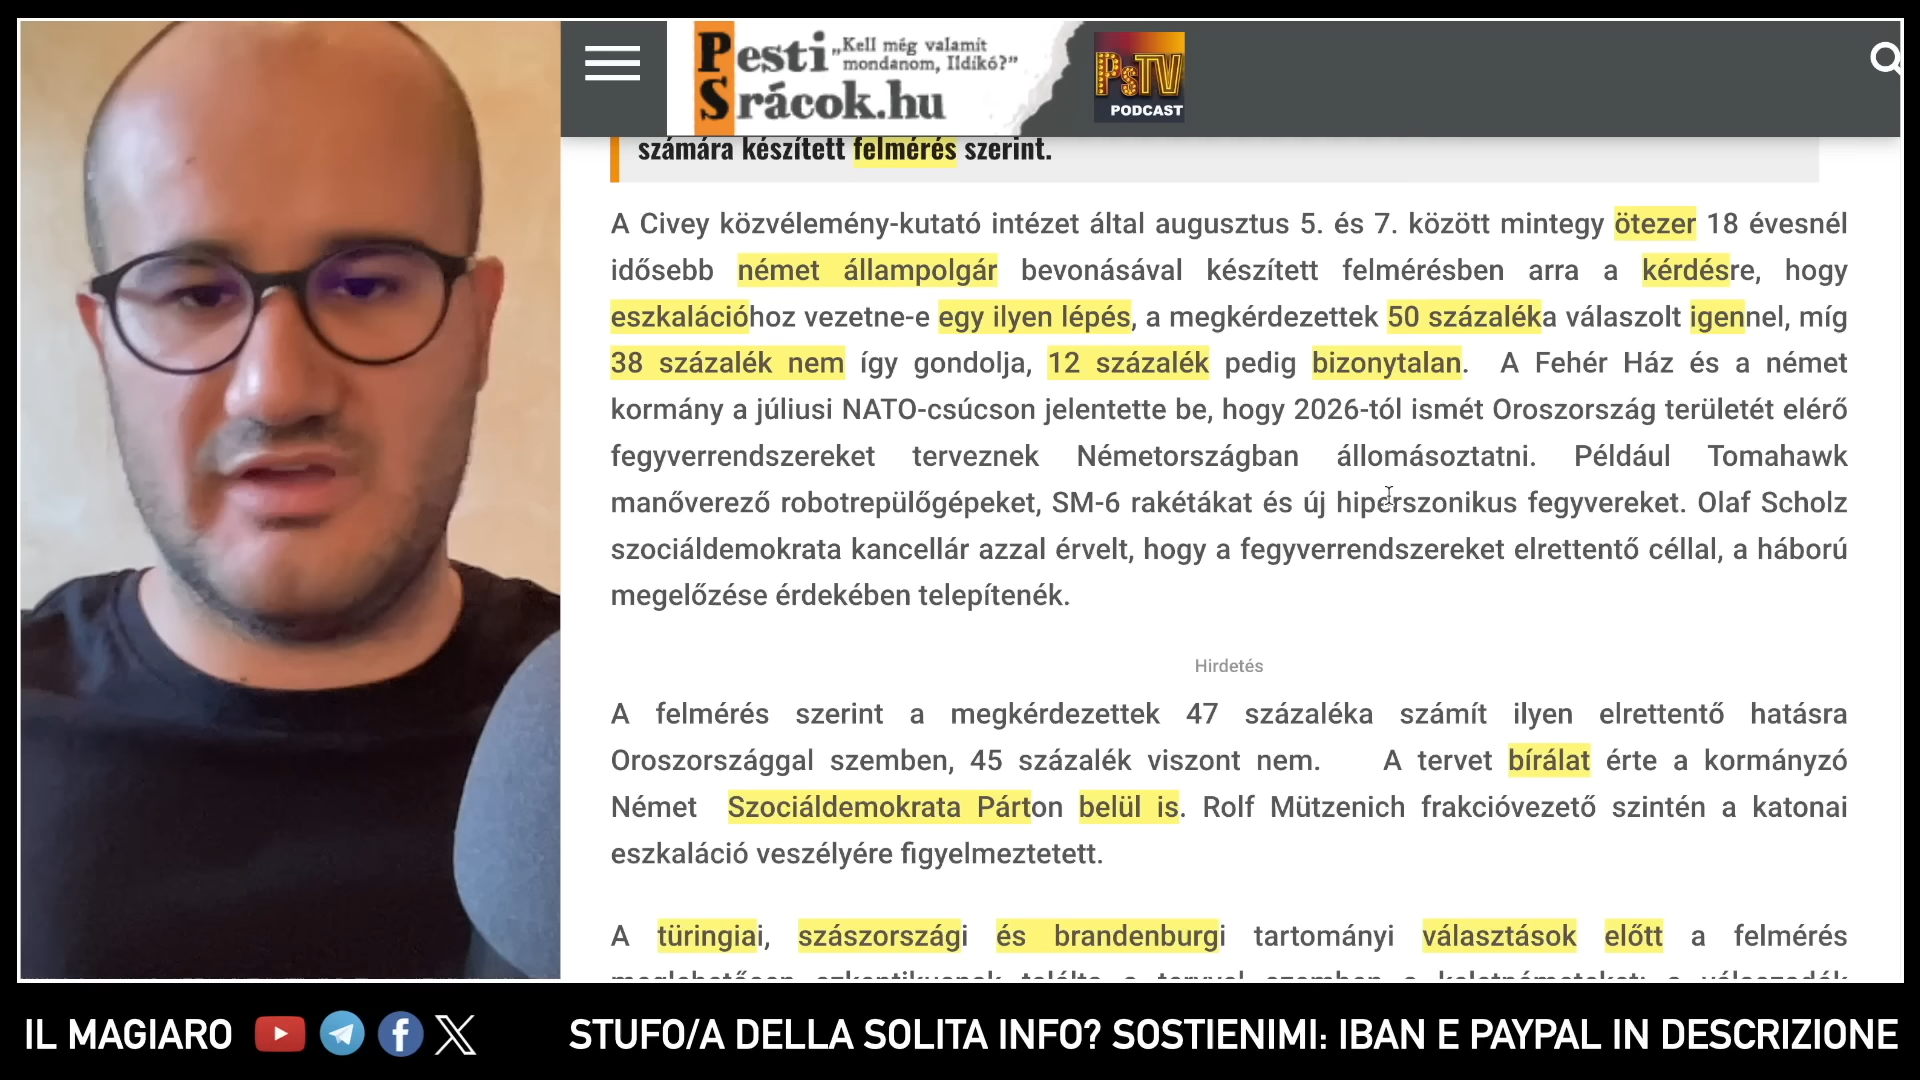 Pesti
Srácok.hu
„Kell még valamit
mondanom, Ildikó?”
PsTV
PODCAST
számára készített felmérés szerint.
A Civey közvélemény-kutató intézet által augusztus 5. és 7. között mintegy ötezer 18 évesnél
idősebb német állampolgár bevonásával készített felmérésben arra a kérdésre, hogy
eszkalációhoz vezetne-e egy ilyen lépés, a megkérdezettek 50 százaléka válaszolt igennel, míg
38 százalék nem így gondolja, 12 százalék pedig bizonytalan. A Fehér Ház és a német
kormány a júliusi NATO-csúcson jelentette be, hogy 2026-tól ismét Oroszország területét elérő
fegyverrendszereket terveznek Németországban állomásoztatni. Például Tomahawk
manőverező robotrepülőgépeket, SM-6 rakétákat és új hiperszonikus fegyvereket. Olaf Scholz
szociáldemokrata kancellár azzal érvelt, hogy a fegyverrendszereket elrettentő céllal, a háború
megelőzése érdekében telepítenék.
Hirdetés
A felmérés szerint a megkérdezettek 47 százaléka számít ilyen elrettentő hatásra
Oroszországgal szemben, 45 százalék viszont nem. A tervet bírálat érte a kormányzó
Német Szociáldemokrata Párton belül is. Rolf Mützenich frakcióvezető szintén a katonai
eszkaláció veszélyére figyelmeztetett.
A türingiai, szászországi és brandenburgi tartományi választások előtt a felmérés
IL MAGIARO
STUFO/A DELLA SOLITA INFO? SOSTIENIMI: IBAN E PAYPAL IN DESCRIZIONE